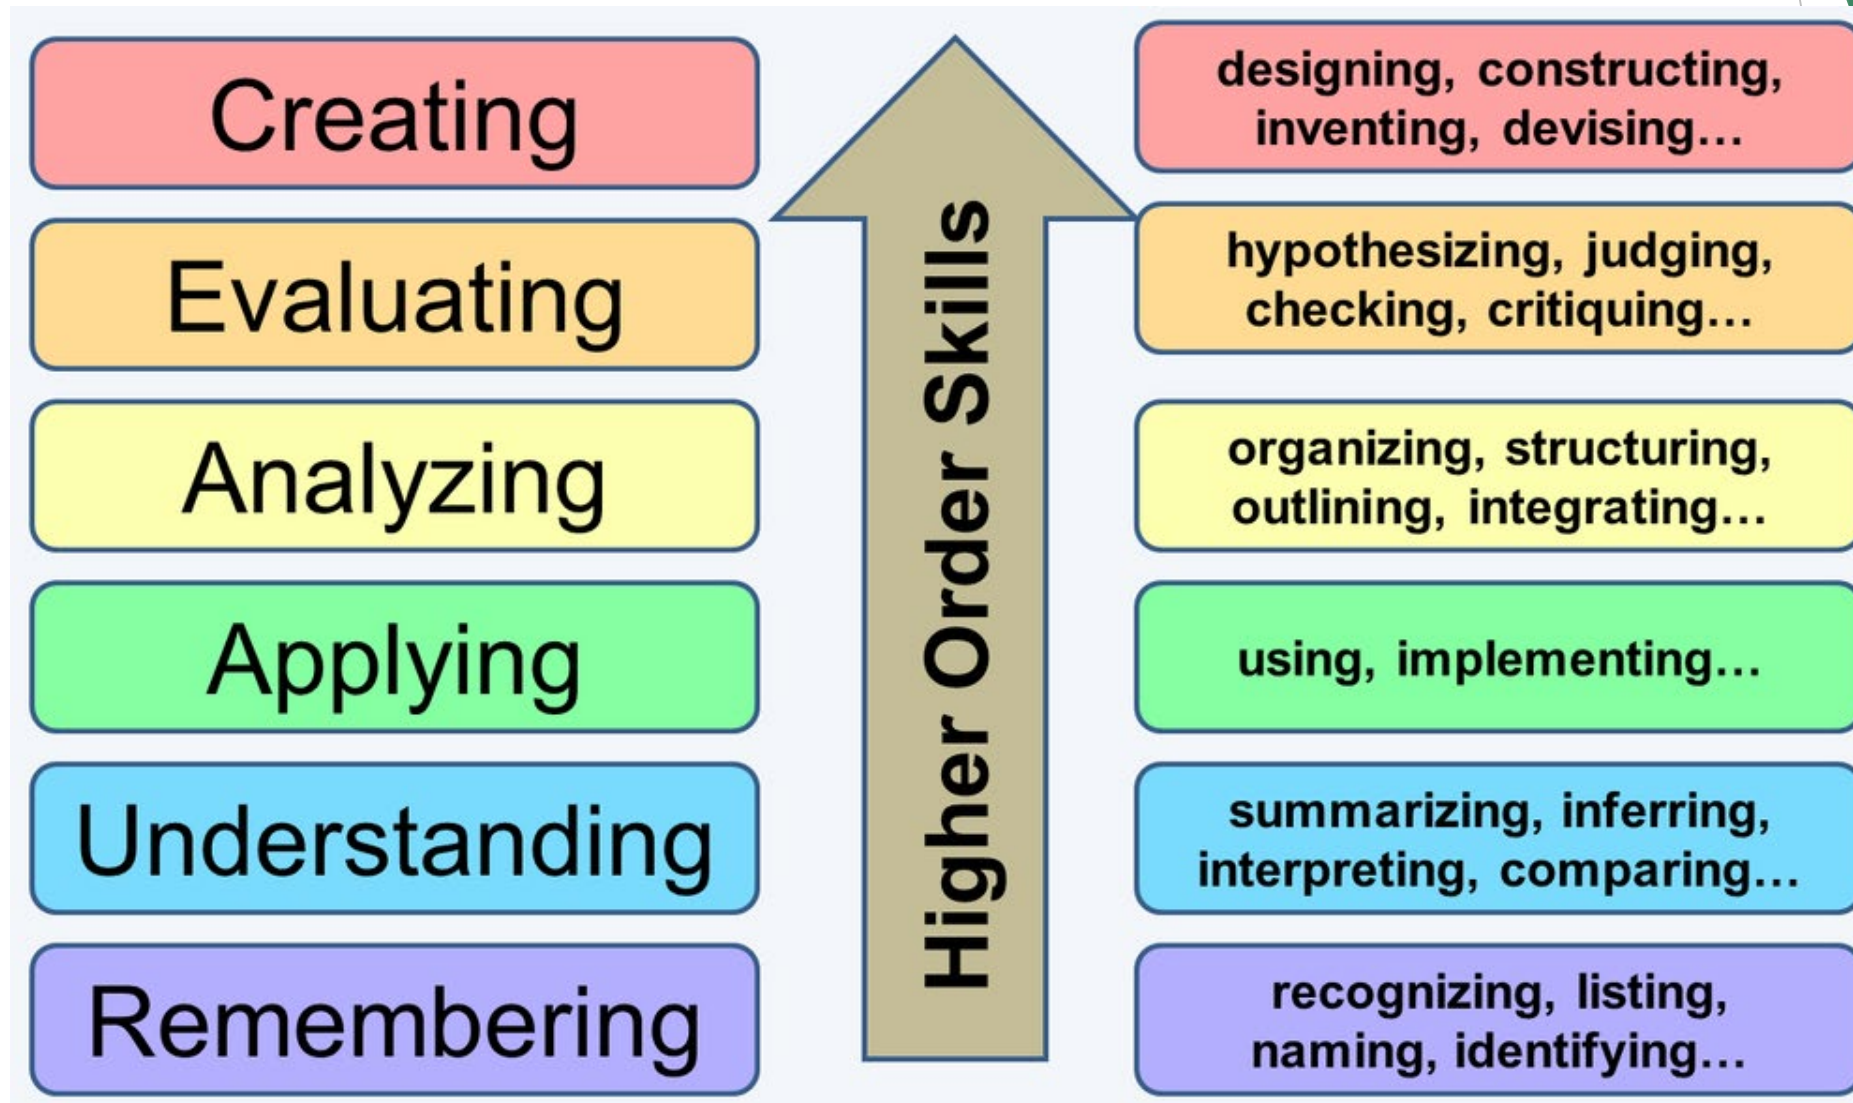 Creating
designing, constructing,
inventing, devising…
Evaluating
hypothesizing, judging,
checking, critiquing…
Analyzing
organizing, structuring,
outlining, integrating…
Applying
using, implementing…
Understanding
summarizing, inferring,
interpreting, comparing…
Remembering
recognizing, listing,
naming, identifying…
Higher Order Skills